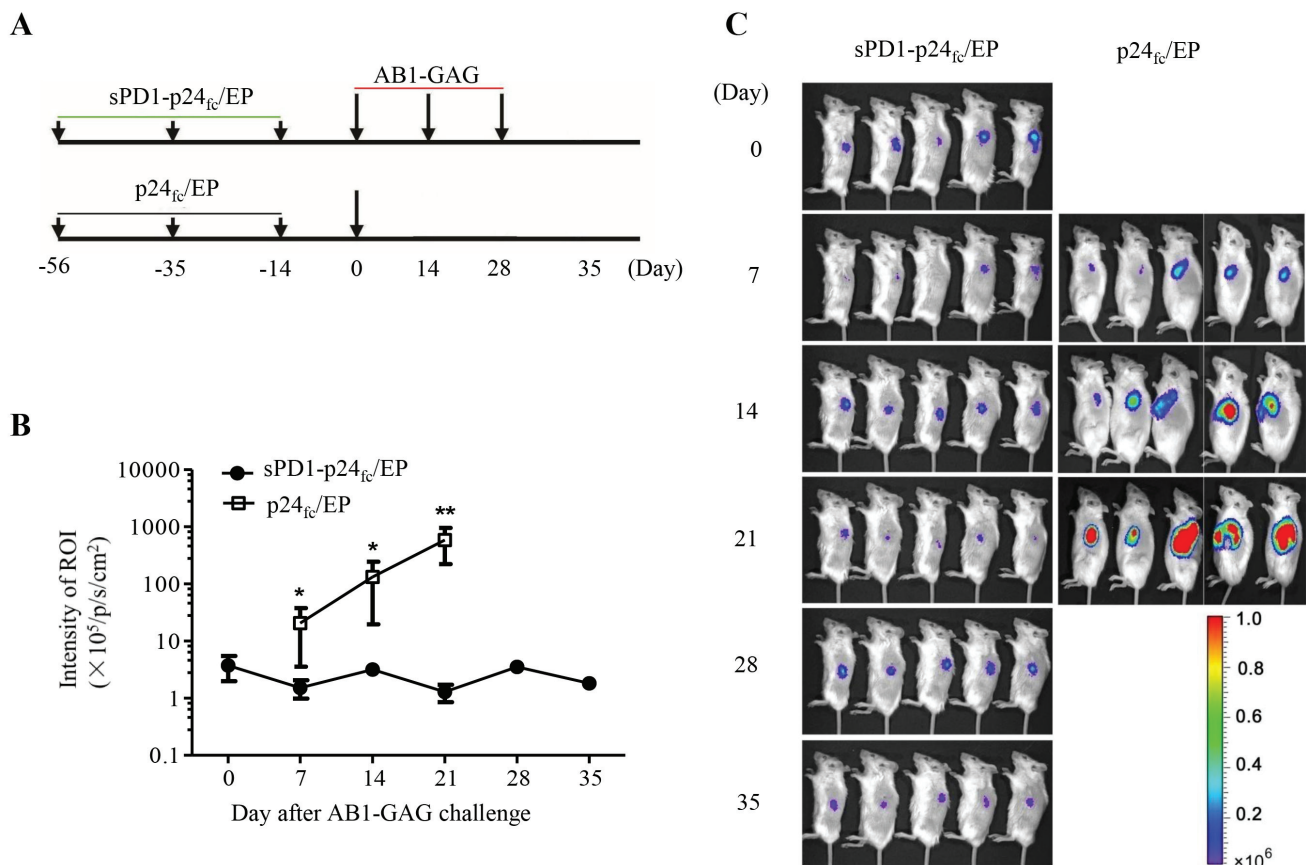 A
AB1-GAG
sPD1-p24fc/EP
p24fc/EP
-56 -35 -14 0 14 28 35 (Day)
B
10000
1000
100
10
1
0.1
Intensity of ROI
(×10⁵/p/s/cm²)
sPD1-p24fc/EP
p24fc/EP
*
*
**
0 7 14 21 28 35
Day after AB1-GAG challenge
C
sPD1-p24fc/EP p24fc/EP
(Day)
0
7
14
21
28
35
1.0
0.8
0.6
0.4
0.2
×10⁶